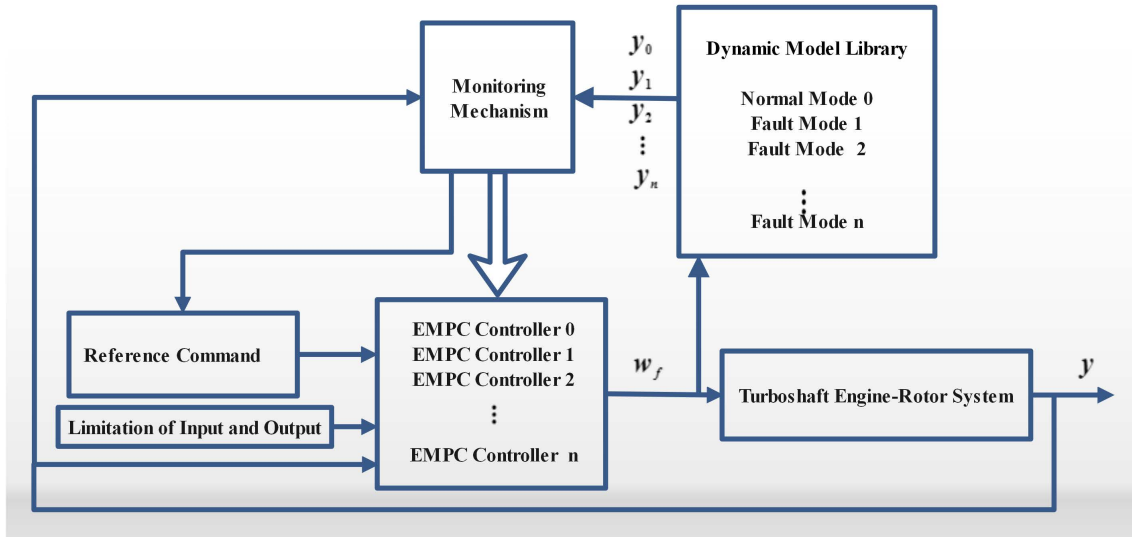 Monitoring
Mechanism
y₀
y₁
y₂
⋮
yₙ
Dynamic Model Library
Normal Mode 0
Fault Mode 1
Fault Mode 2
⋮
Fault Mode n
Reference Command
Limitation of Input and Output
EMPC Controller 0
EMPC Controller 1
EMPC Controller 2
⋮
EMPC Controller n
w_f
Turboshaft Engine-Rotor System
y